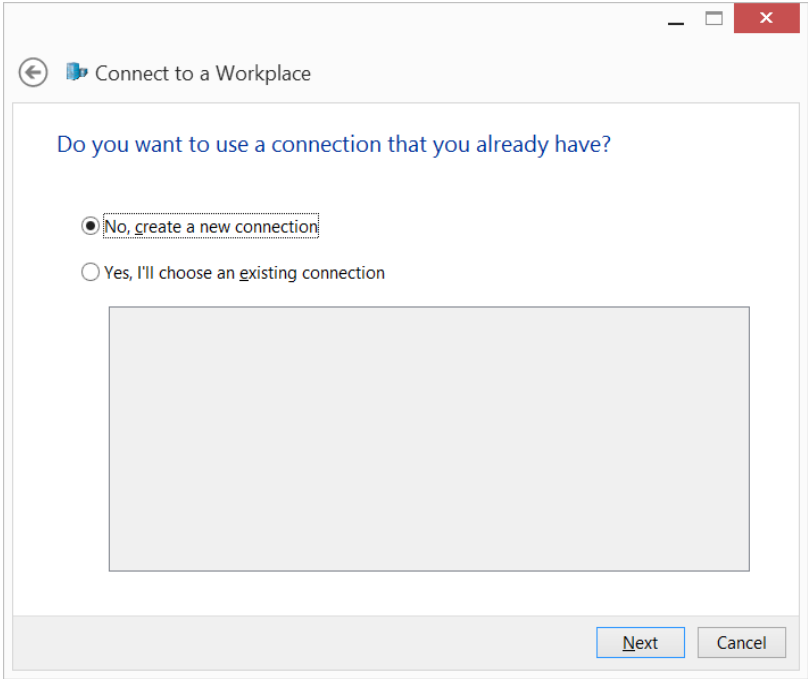 Connect to a Workplace
Do you want to use a connection that you already have?
No, create a new connection
Yes, I'll choose an existing connection
Next Cancel